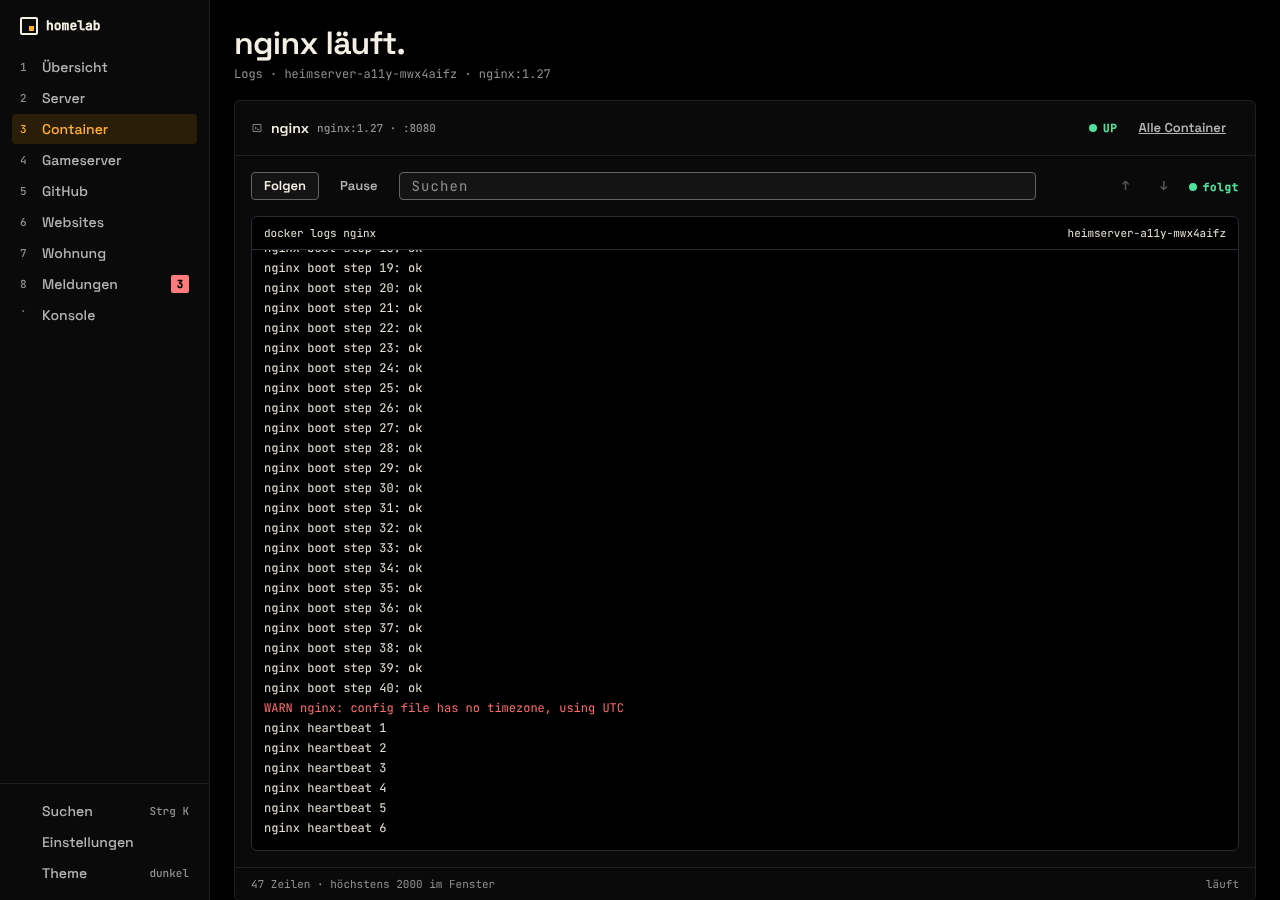 homelab
1 Übersicht
2 Server
3 Container
4 Gameserver
5 GitHub
6 Websites
7 Wohnung
8 Meldungen 3
` Konsole
Suchen Strg K
Einstellungen
Theme dunkel
nginx läuft.
Logs · heimserver-a11y-mwx4aifz · nginx:1.27
nginx nginx:1.27 · :8080 UP Alle Container
Folgen Pause Suchen ↑ ↓ folgt
docker logs nginx heimserver-a11y-mwx4aifz
nginx boot step 19: ok
nginx boot step 20: ok
nginx boot step 21: ok
nginx boot step 22: ok
nginx boot step 23: ok
nginx boot step 24: ok
nginx boot step 25: ok
nginx boot step 26: ok
nginx boot step 27: ok
nginx boot step 28: ok
nginx boot step 29: ok
nginx boot step 30: ok
nginx boot step 31: ok
nginx boot step 32: ok
nginx boot step 33: ok
nginx boot step 34: ok
nginx boot step 35: ok
nginx boot step 36: ok
nginx boot step 37: ok
nginx boot step 38: ok
nginx boot step 39: ok
nginx boot step 40: ok
WARN nginx: config file has no timezone, using UTC
nginx heartbeat 1
nginx heartbeat 2
nginx heartbeat 3
nginx heartbeat 4
nginx heartbeat 5
nginx heartbeat 6
47 Zeilen · höchstens 2000 im Fenster läuft